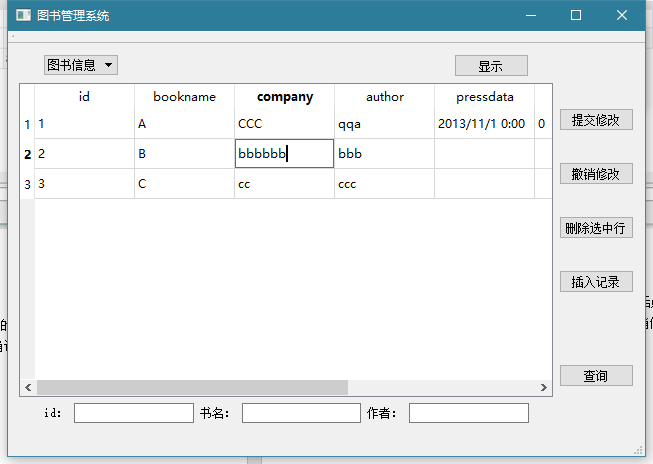 图书管理系统
图书信息 显示
id bookname company author pressdata
1 1 A CCC qqa 2013/11/1 0:00 0
2 2 B bbbbbb bbb
3 3 C cc ccc
提交修改
撤销修改
删除选中行
插入记录
查询
id: 书名: 作者: